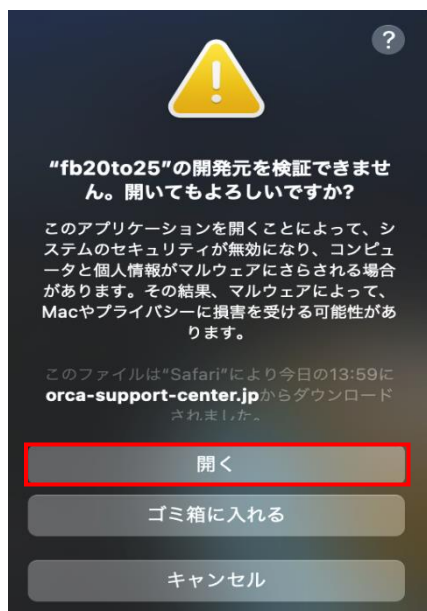 ?
“fb20to25”の開発元を検証できませ
ん。開いてもよろしいですか?
このアプリケーションを開くことによって、シ
ステムのセキュリティが無効になり、コンピュ
ータと個人情報がマルウェアにさらされる場合
があります。その結果、マルウェアによって、
Macやプライバシーに損害を受ける可能性があ
ります。
このファイルは“Safari”により今日の13:59に
orca-support-center.jpからダウンロード
されました。
開く
ゴミ箱に入れる
キャンセル